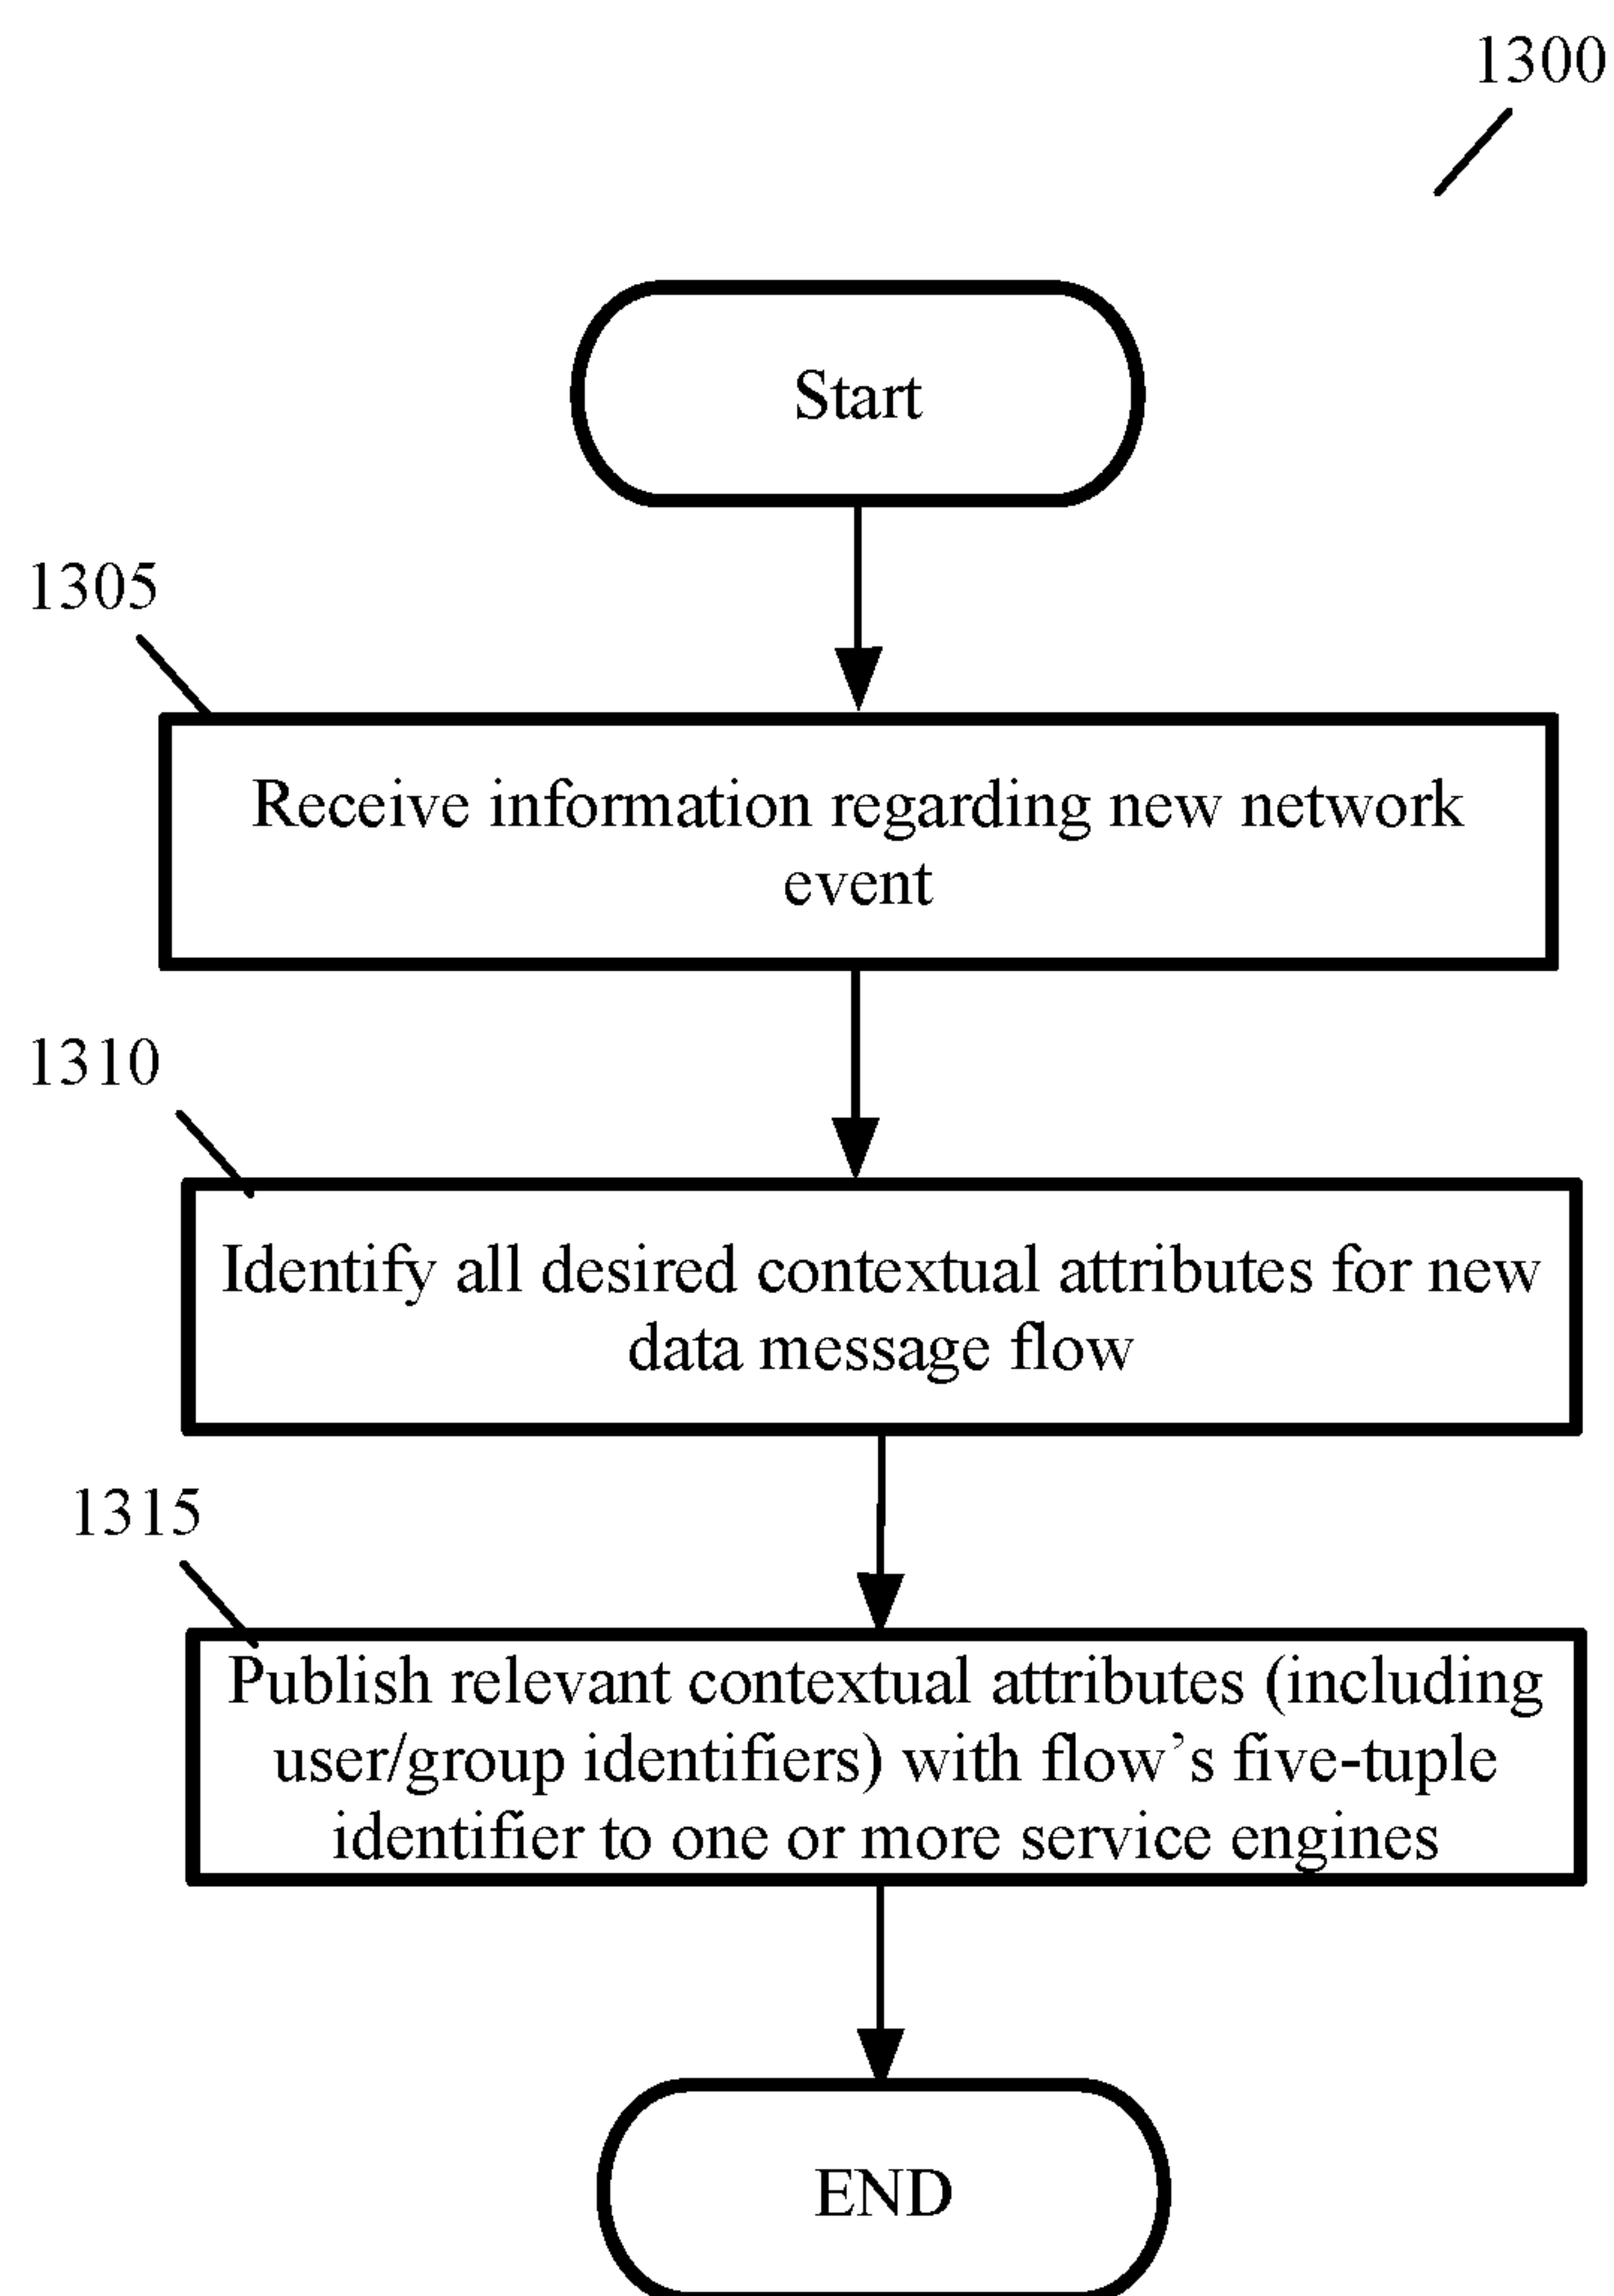 1300
Start
1305
Receive information regarding new network
event
1310
Identify all desired contextual attributes for new
data message flow
1315
Publish relevant contextual attributes (including
user/group identifiers) with flow’s five-tuple
identifier to one or more service engines
END